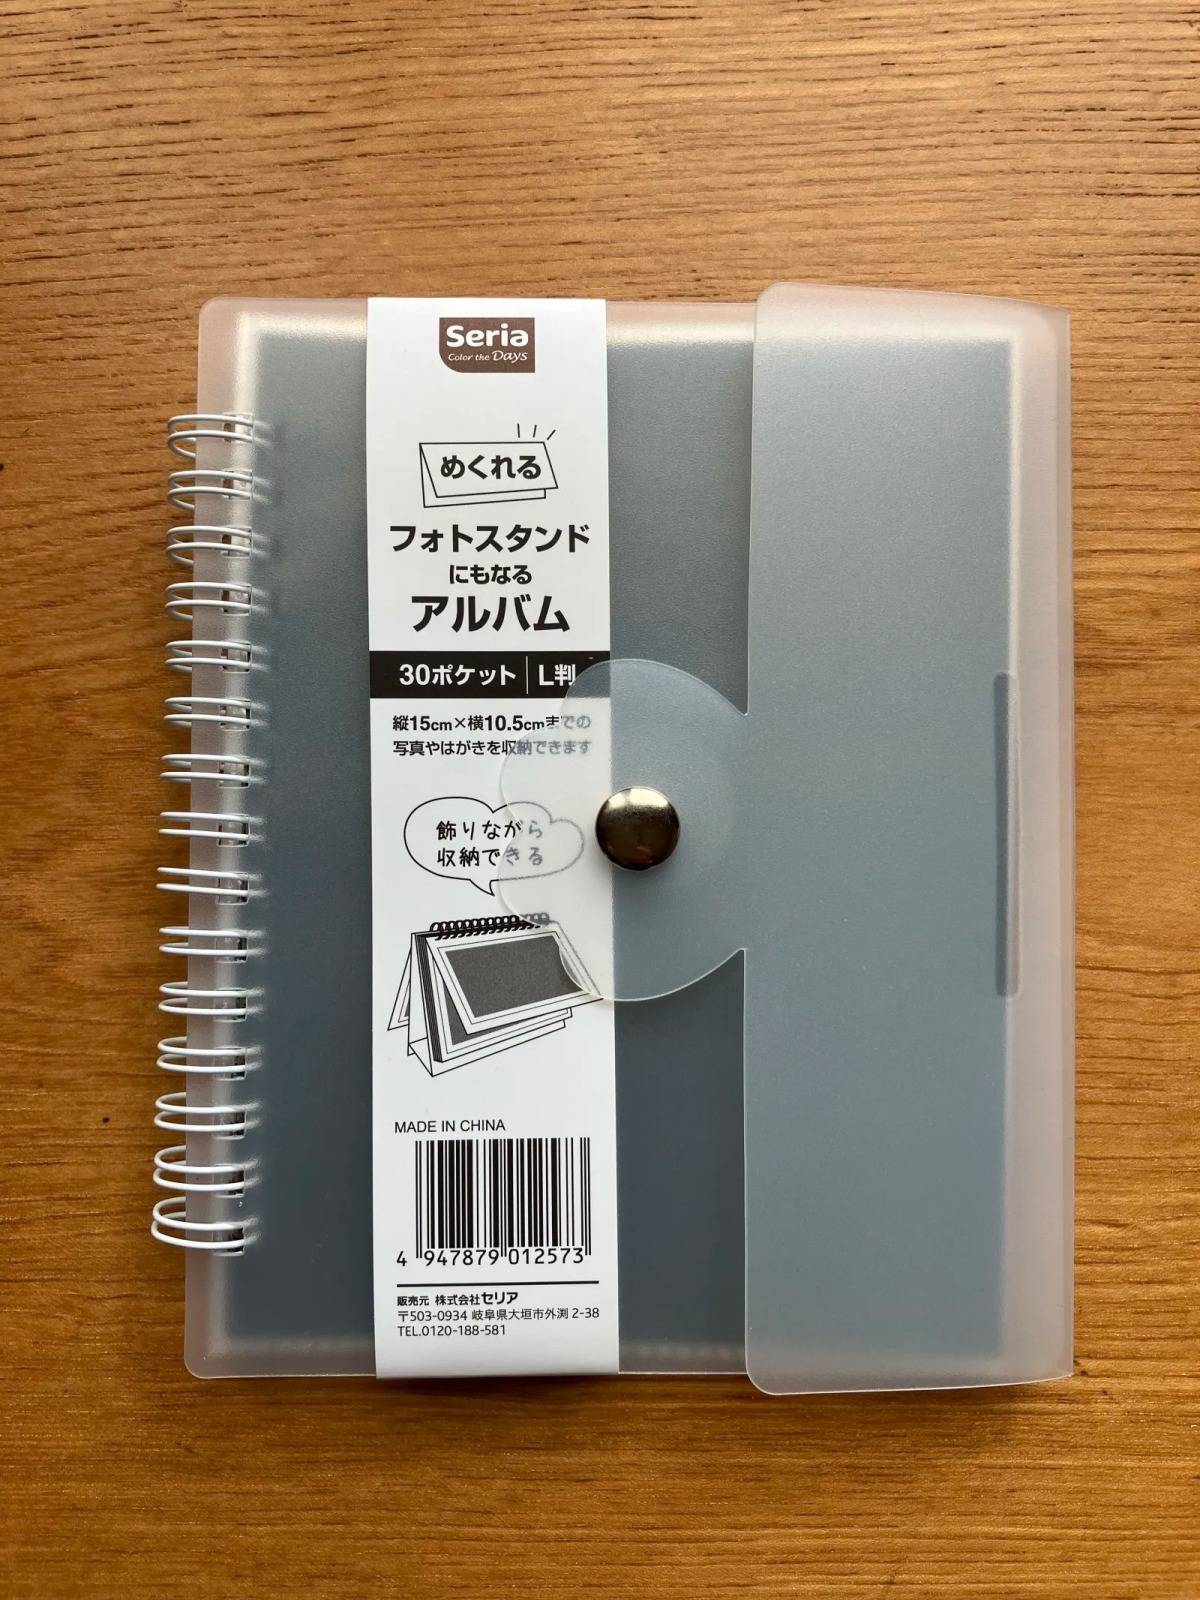 Seria
Color the Days
めくれる
フォトスタンド
にもなる
アルバム
30ポケット L判
縦15cm×横10.5cmまでの
写真やはがきを収納できます
飾りながら
収納できる
MADE IN CHINA
4 947879 012573
販売元 株式会社セリア
〒503-0934 岐阜県大垣市外渕 2-38
TEL.0120-188-581